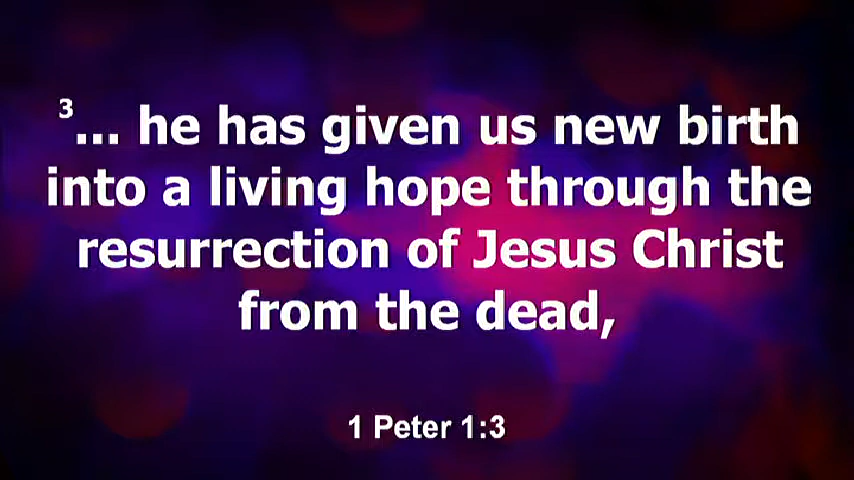 3... he has given us new birth
into a living hope through the
resurrection of Jesus Christ
from the dead,
1 Peter 1:3